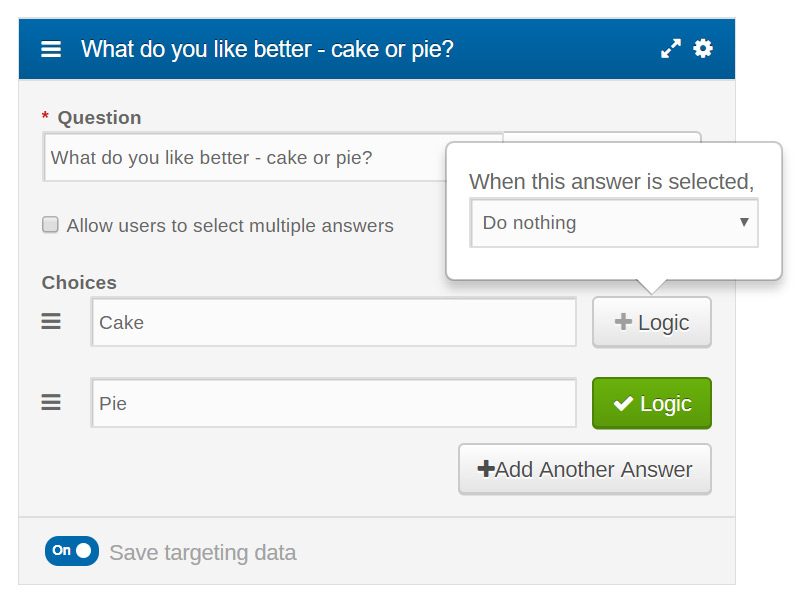 What do you like better - cake or pie?
* Question
What do you like better - cake or pie?
When this answer is selected,
Do nothing
Allow users to select multiple answers
Choices
Cake
Logic
Pie
Logic
Add Another Answer
On
Save targeting data